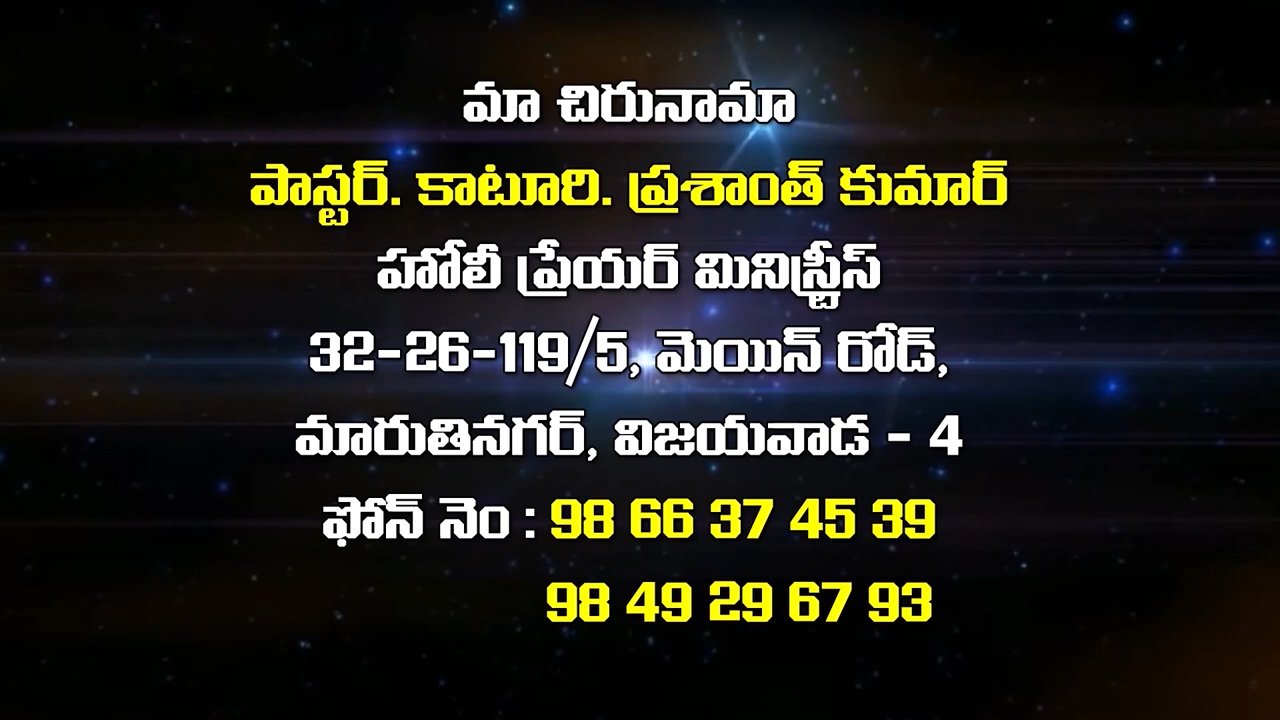 మా చిరునామా
పాస్టర్. కాటూరి. ప్రశాంత్ కుమార్
హోలీ ప్రేయర్ మినిస్ట్రీస్
32-26-119/5, మెయిన్ రోడ్,
మారుతినగర్, విజయవాడ - 4
ఫోన్ నెం : 98 66 37 45 39
98 49 29 67 93